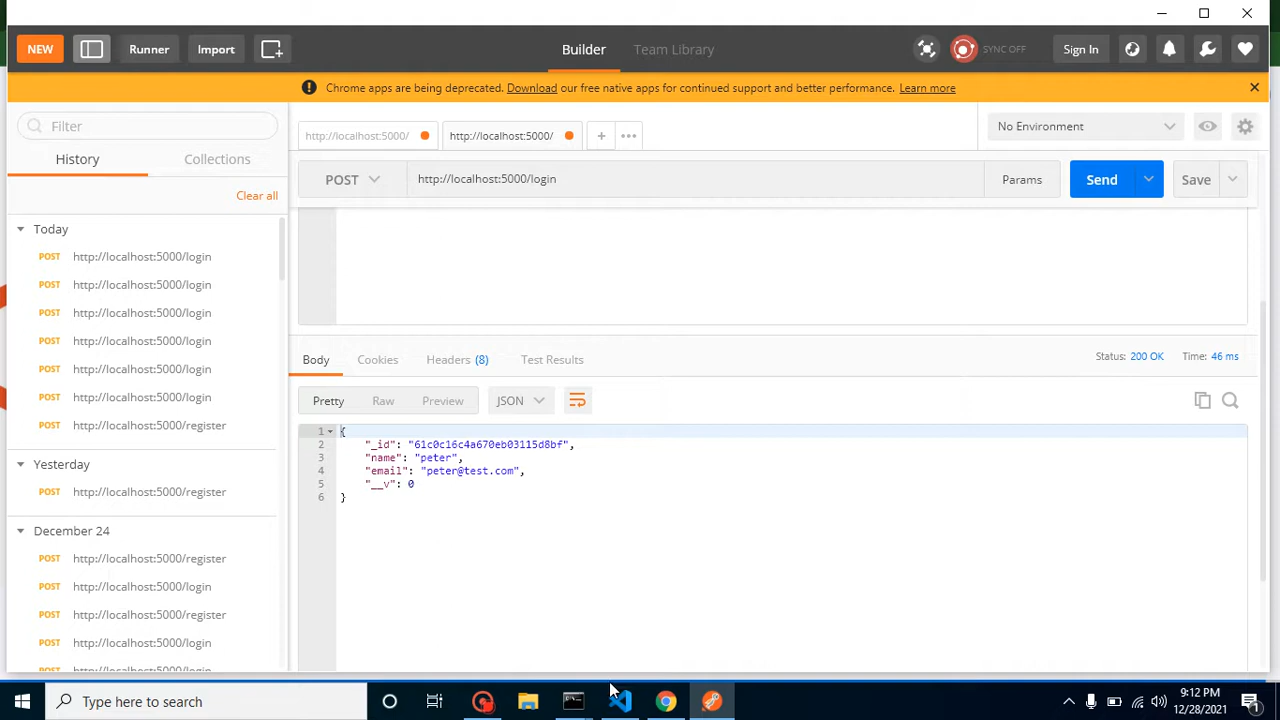 NEW
Runner
Import
Builder
Team Library
SYNC OFF
Sign In
Chrome apps are being deprecated. Download our free native apps for continued support and better performance. Learn more
Filter
History
Collections
Clear all
http://localhost:5000/
http://localhost:5000/
No Environment
POST
http://localhost:5000/login
Params
Send
Save
Today
POST http://localhost:5000/login
POST http://localhost:5000/login
POST http://localhost:5000/login
POST http://localhost:5000/login
POST http://localhost:5000/login
POST http://localhost:5000/login
POST http://localhost:5000/register
Yesterday
POST http://localhost:5000/register
December 24
POST http://localhost:5000/register
POST http://localhost:5000/login
POST http://localhost:5000/register
POST http://localhost:5000/login
POST http://localhost:5000/login
Body
Cookies
Headers (8)
Test Results
Status: 200 OK
Time: 46 ms
Pretty
Raw
Preview
JSON
1 {
2 "_id": "61c0c16c4a670eb03115d8bf",
3 "name": "peter",
4 "email": "peter@test.com",
5 "__v": 0
6 }
Type here to search
9:12 PM
12/28/2021
1